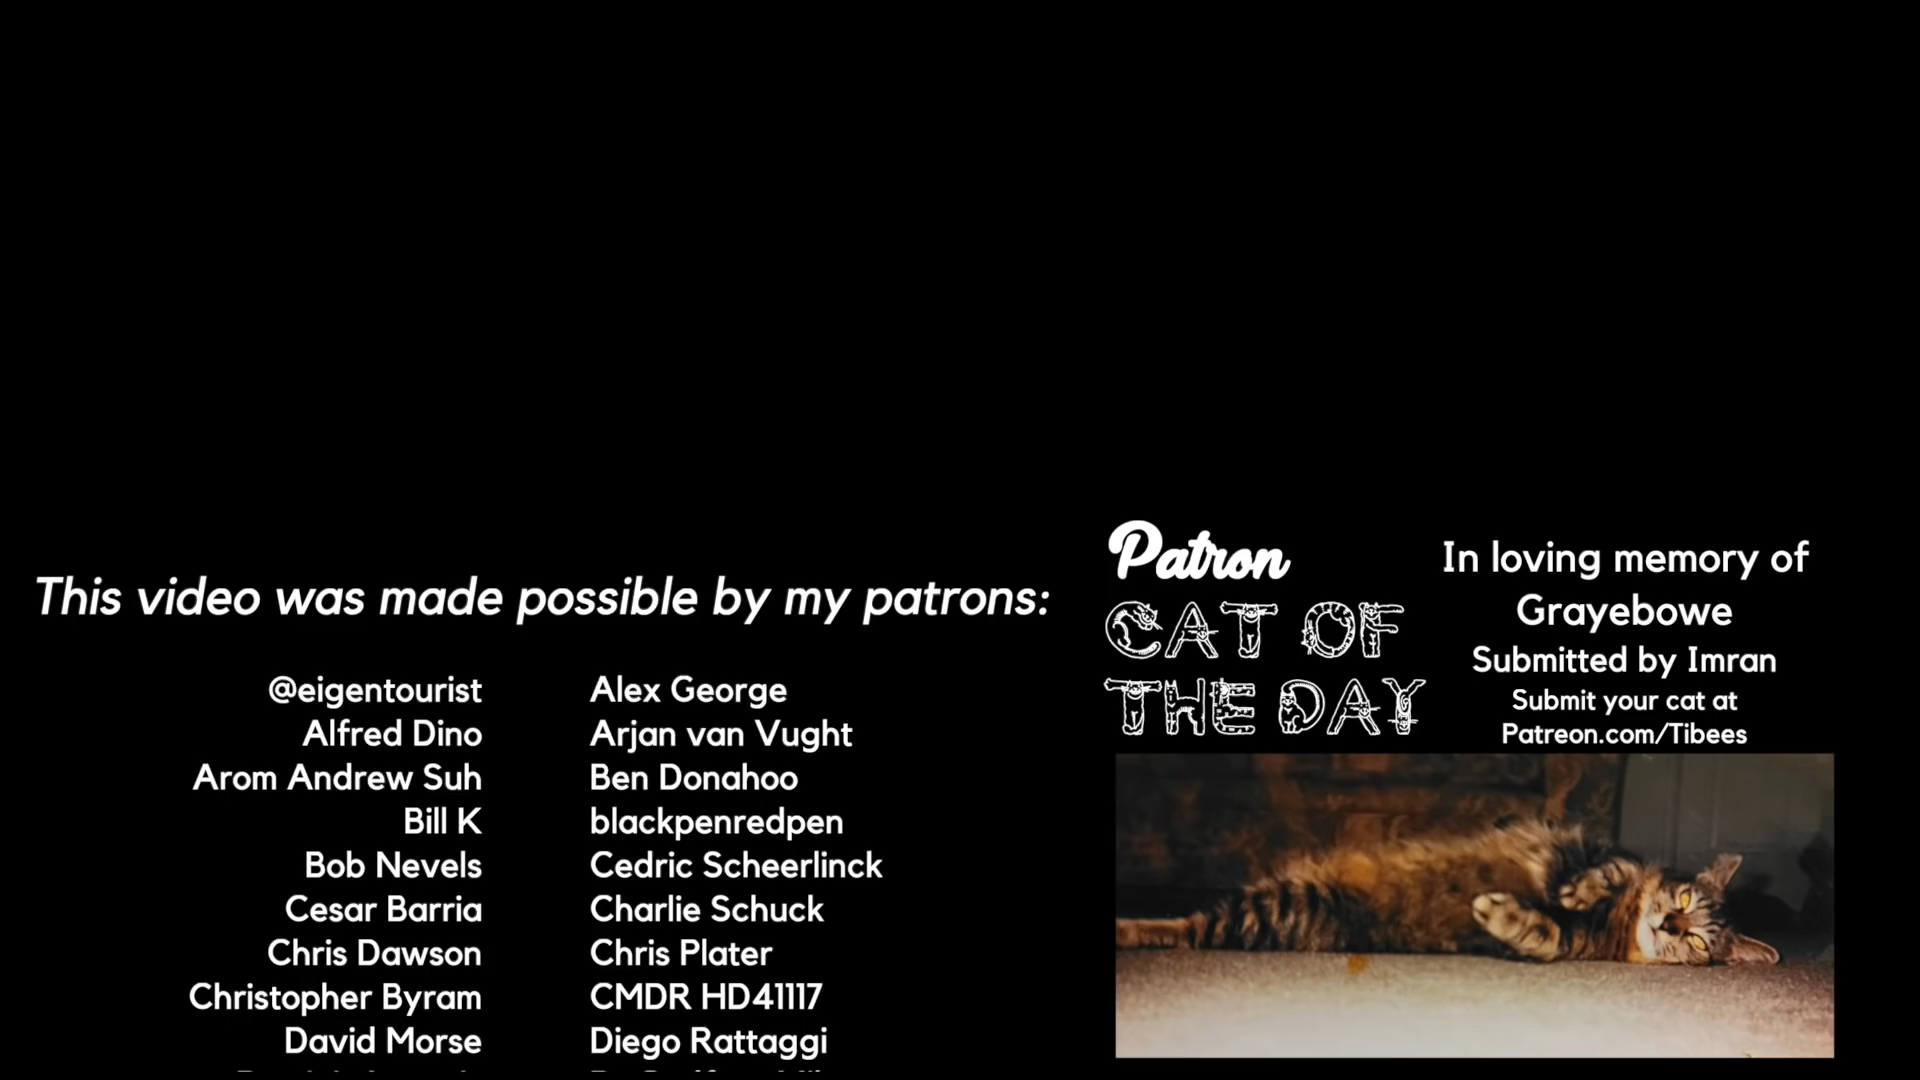 This video was made possible by my patrons:
@eigentourist
Alfred Dino
Arom Andrew Suh
Bill K
Bob Nevels
Cesar Barria
Chris Dawson
Christopher Byram
David Morse
Alex George
Arjan van Vught
Ben Donahoo
blackpenredpen
Cedric Scheerlinck
Charlie Schuck
Chris Plater
CMDR HD41117
Diego Rattaggi
Patron
CAT OF
THE DAY
In loving memory of
Grayebowe
Submitted by Imran
Submit your cat at
Patreon.com/Tibees